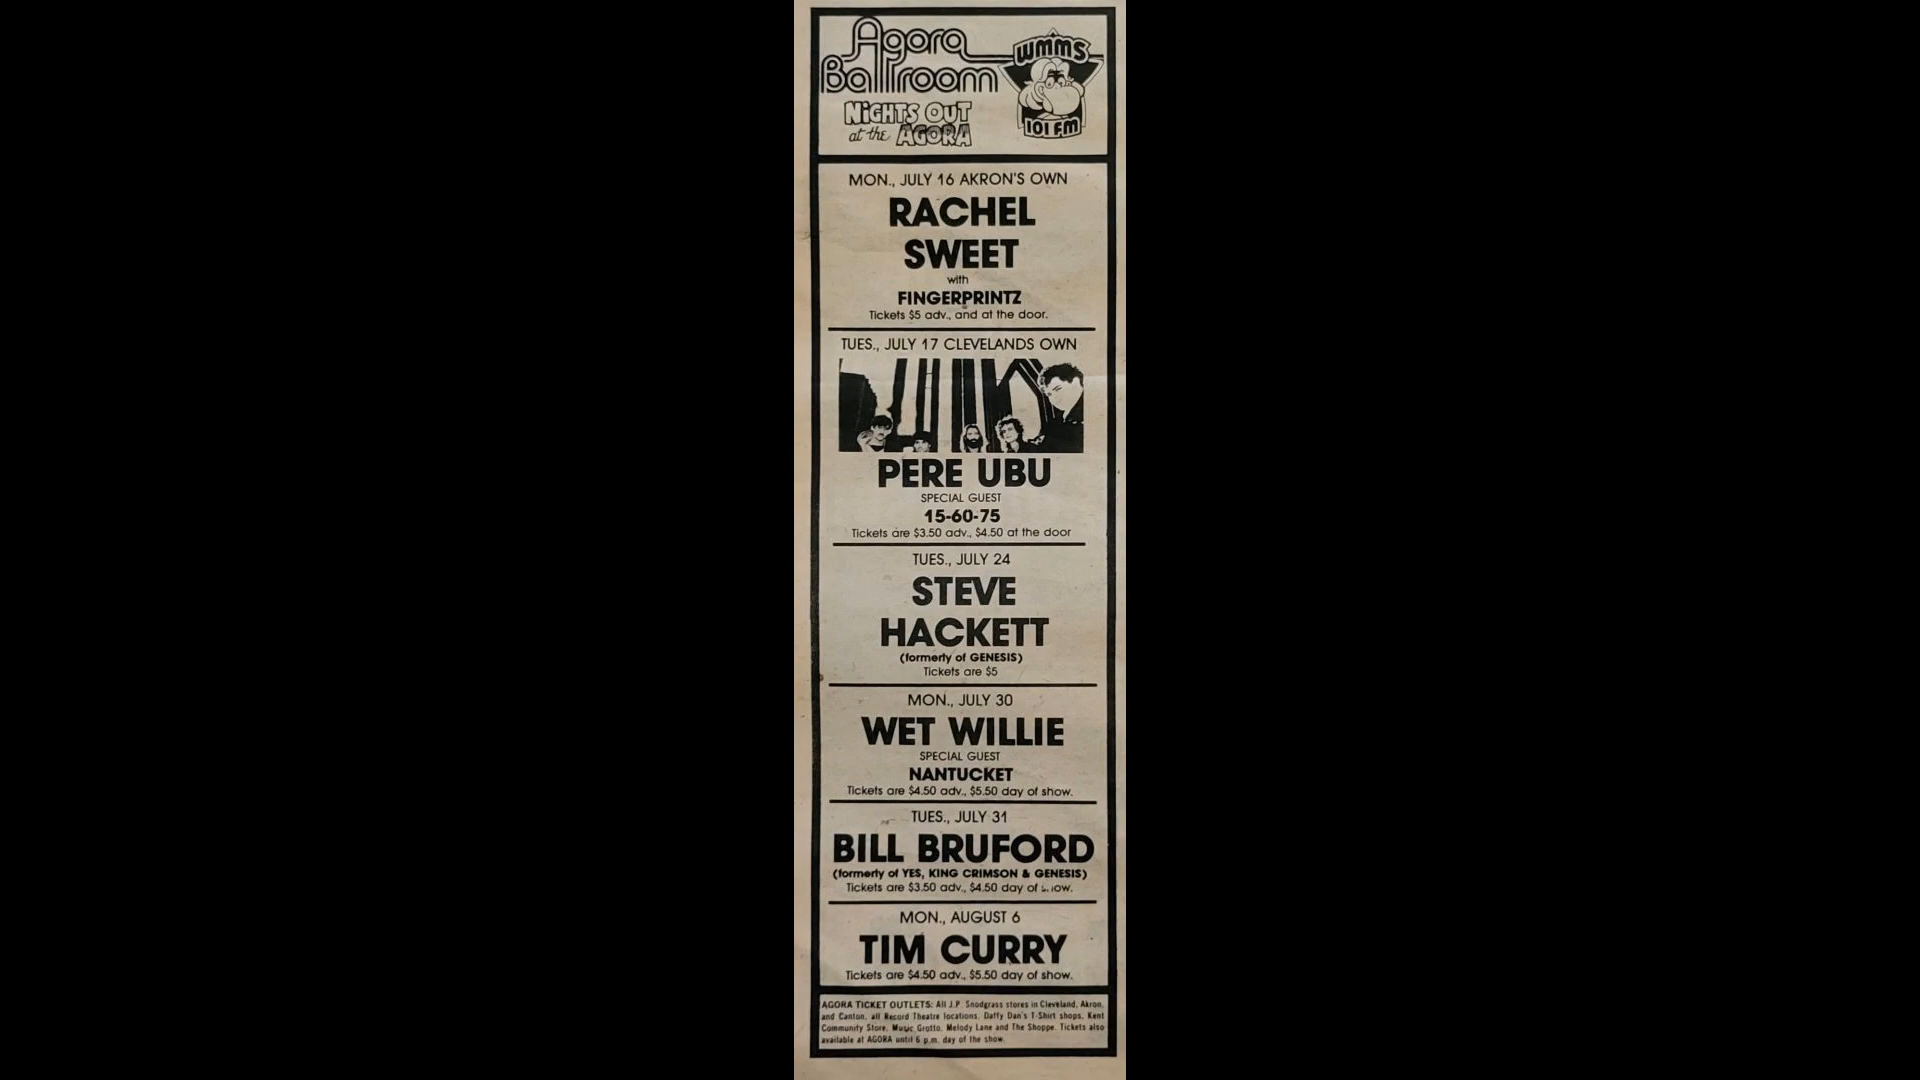 Agora
Ballroom
NiGHTS OUT
at the AGORA
WMMS
101 FM
MON., JULY 16 AKRON'S OWN
RACHEL
SWEET
with
FINGERPRINTZ
Tickets $5 adv., and at the door.
TUES., JULY 17 CLEVELANDS OWN
PERE UBU
SPECIAL GUEST
15-60-75
Tickets are $3.50 adv., $4.50 at the door
TUES., JULY 24
STEVE
HACKETT
(formerly of GENESIS)
Tickets are $5
MON., JULY 30
WET WILLIE
SPECIAL GUEST
NANTUCKET
Tickets are $4.50 adv., $5.50 day of show.
TUES., JULY 31
BILL BRUFORD
(formerly of YES, KING CRIMSON & GENESIS)
Tickets are $3.50 adv., $4.50 day of
MON., AUGUST 6
TIM CURRY
Tickets are $4.50 adv., $5.50 day of show.
AGORA TICKET OUTLETS: All J.P. Snodgrass stores in Cleveland, Akron,
and Canton, all Record Theatre locations, Daffy Dan's T-Shirt shops, Kent
Community Store, Music Grotto, Melody Lane and The Shoppe. Tickets also
available at AGORA until 6 p.m. day of the show.